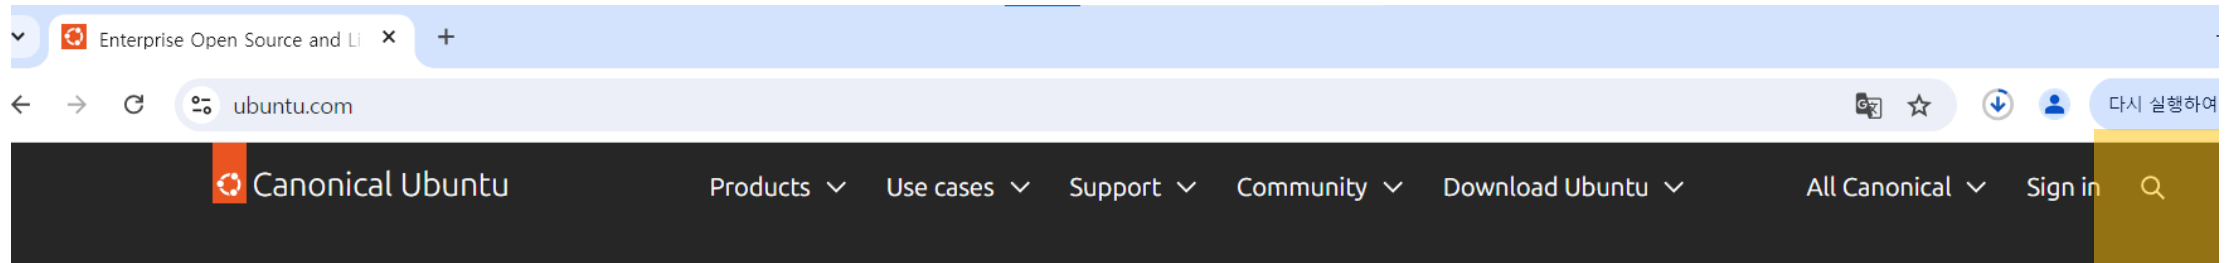 Enterprise Open Source and Li
ubuntu.com
다시 실행하여
Canonical Ubuntu Products Use cases Support Community Download Ubuntu All Canonical Sign in